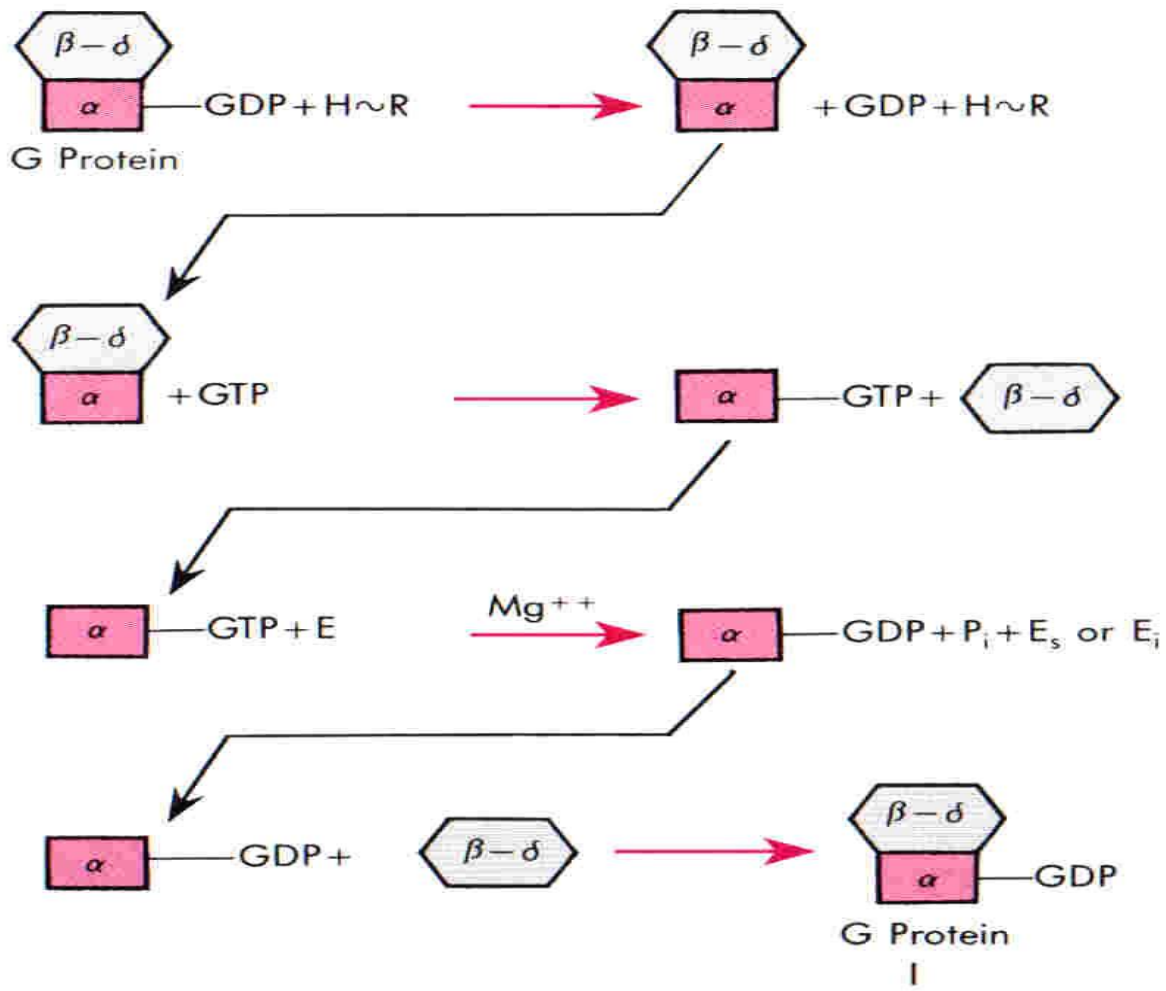 β – δ β – δ
α GDP + H~R α + GDP + H~R
G Protein
β – δ
α + GTP α GTP + β – δ
α GTP + E Mg++ α GDP + Pi + Es or Ei
α GDP + β – δ β – δ
α GDP
G Protein
I